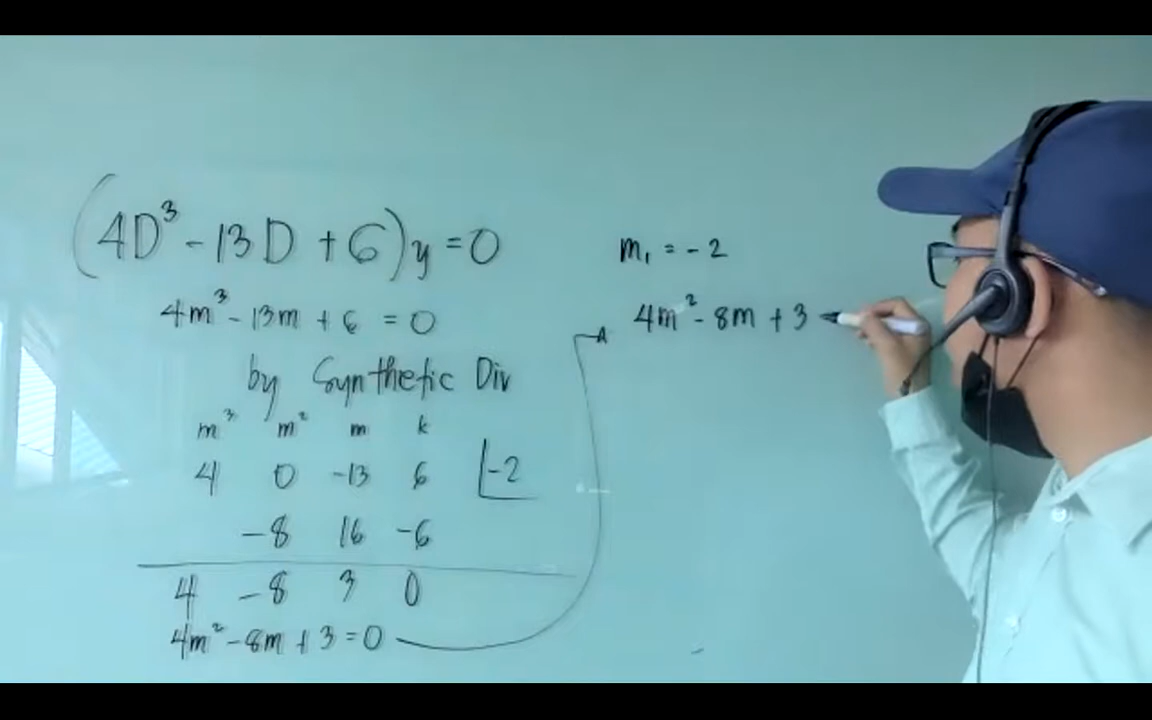 (4D³ - 13D + 6)y = 0
4m³ - 13m + 6 = 0
by Synthetic Div
m³ m² m k
4 0 -13 6 |-2
-8 16 -6
4 -8 3 0
4m² - 8m + 3 = 0
m₁ = -2
4m² - 8m + 3